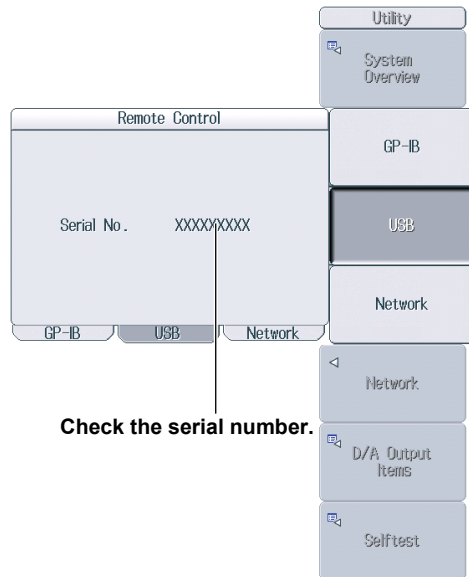 Utility
System
Overview
Remote Control
GP-IB
Serial No. XXXXXXXXX
USB
Network
GP-IB USB Network
Network
Check the serial number.
D/A Output
Items
Selftest